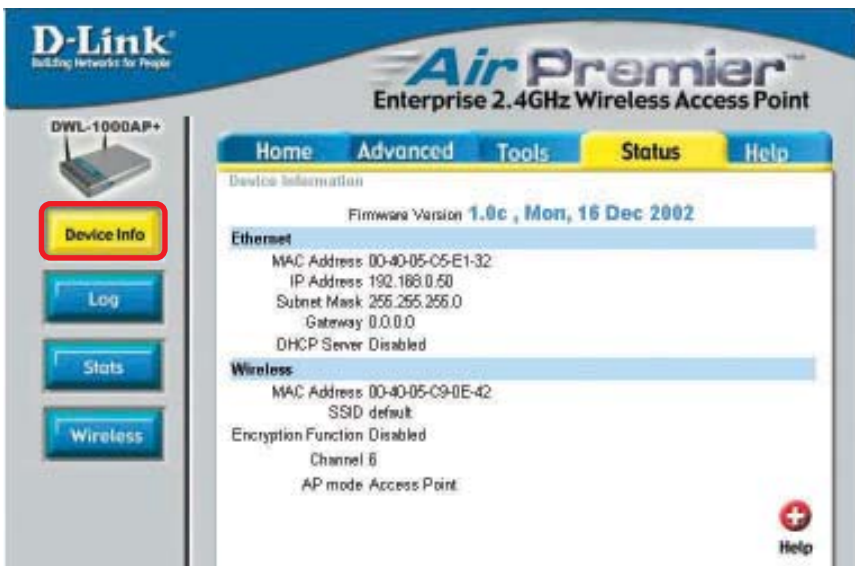 D-Link
Building Networks for People
Air Premier™
Enterprise 2.4GHz Wireless Access Point
DWL-1000AP+
Home Advanced Tools Status Help
Device Information
Firmware Version 1.0c , Mon, 16 Dec 2002
Device Info
Ethernet
MAC Address 00-40-05-C5-E1-32
IP Address 192.168.0.50
Subnet Mask 255.255.255.0
Gateway 0.0.0.0
DHCP Server Disabled
Log
Stats
Wireless
Wireless
MAC Address 00-40-05-C9-0E-42
SSID default
Encryption Function Disabled
Channel 6
AP mode Access Point
Help